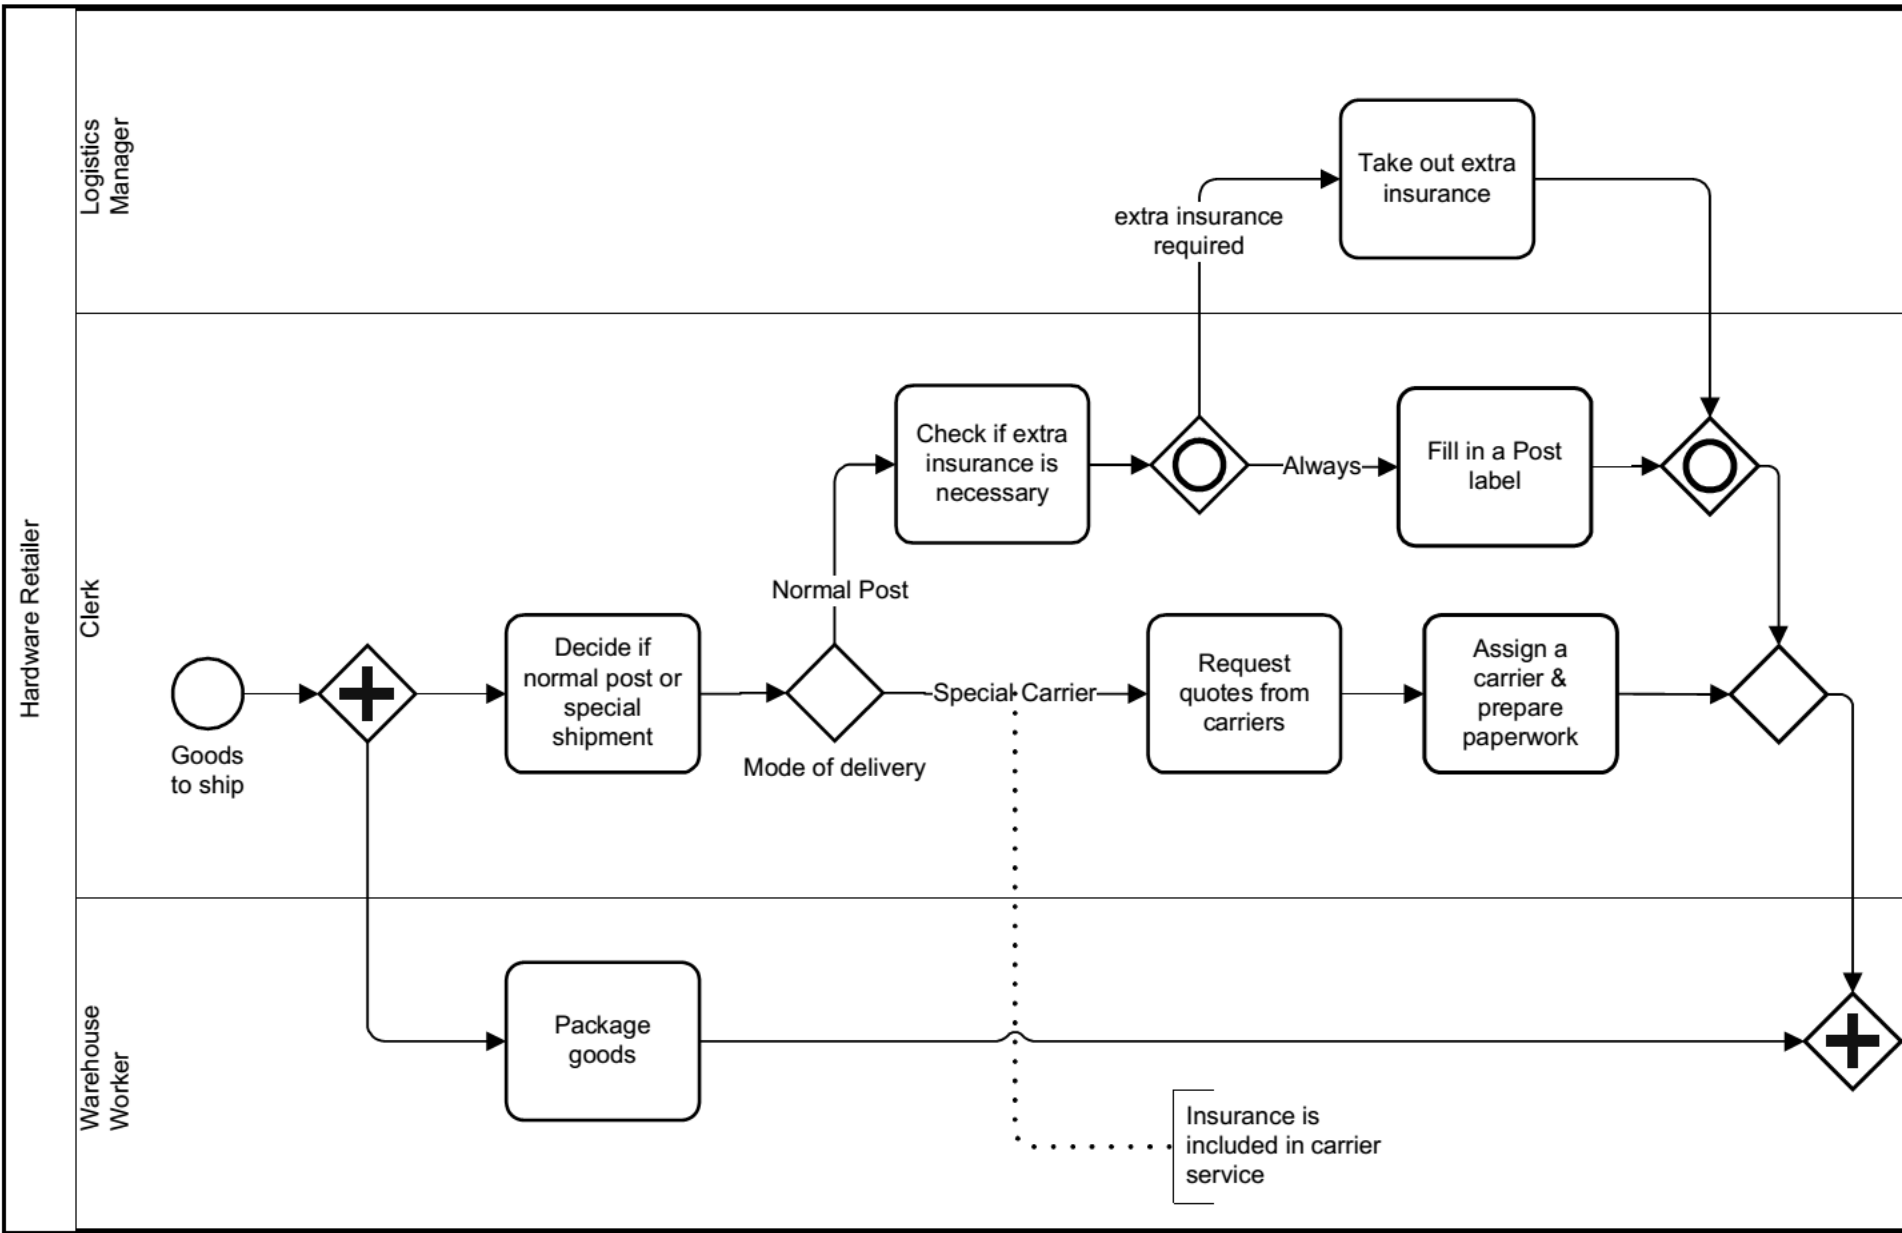 Hardware Retailer
Logistics
Manager
Take out extra
insurance
extra insurance
required
Clerk
Check if extra
insurance is
necessary
Always
Fill in a Post
label
Normal Post
Goods
to ship
Decide if
normal post or
special
shipment
Mode of delivery
Special Carrier
Request
quotes from
carriers
Assign a
carrier &
prepare
paperwork
Warehouse
Worker
Package
goods
Insurance is
included in carrier
service